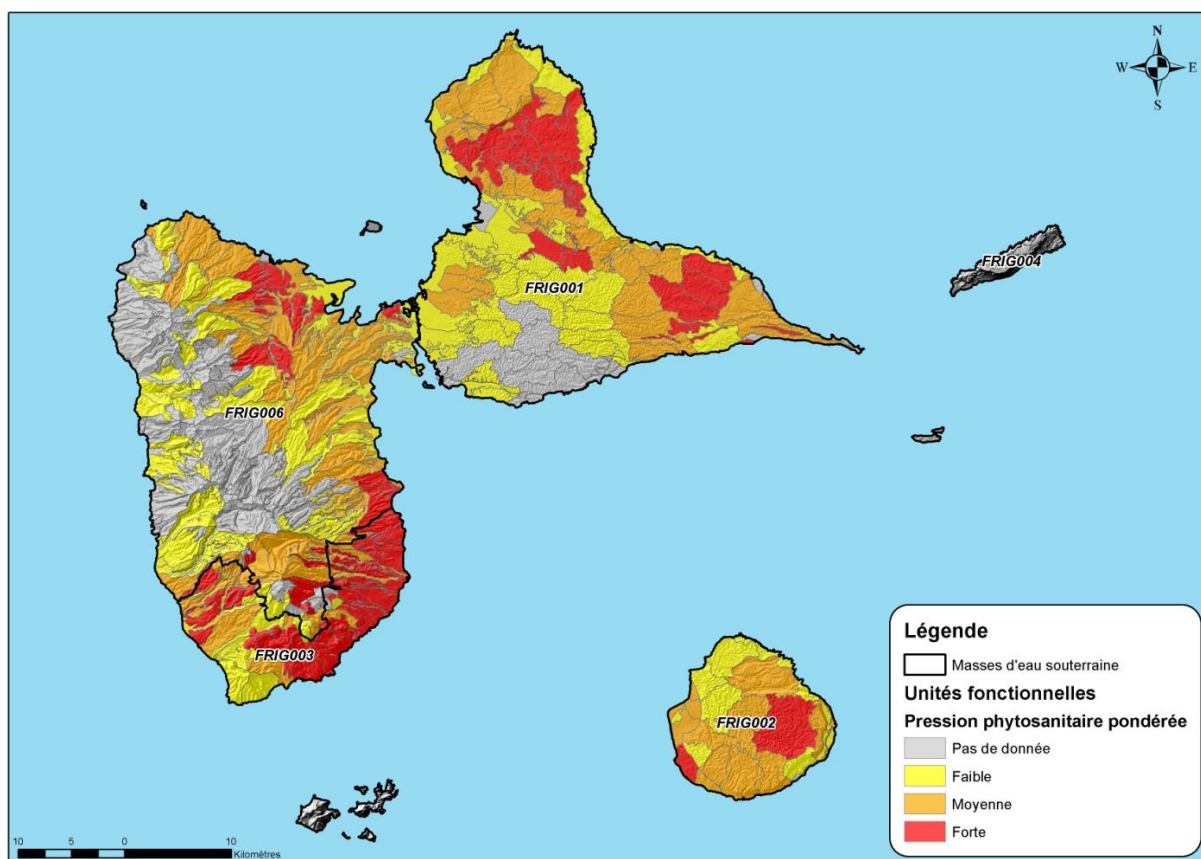 N
W E
S
FRIG004
FRIG001
FRIG006
FRIG003
FRIG002
Légende
Masses d'eau souterraine
Unités fonctionnelles
Pression phytosanitaire pondérée
Pas de donnée
Faible
Moyenne
Forte
10 5 0 10
Kilomètres